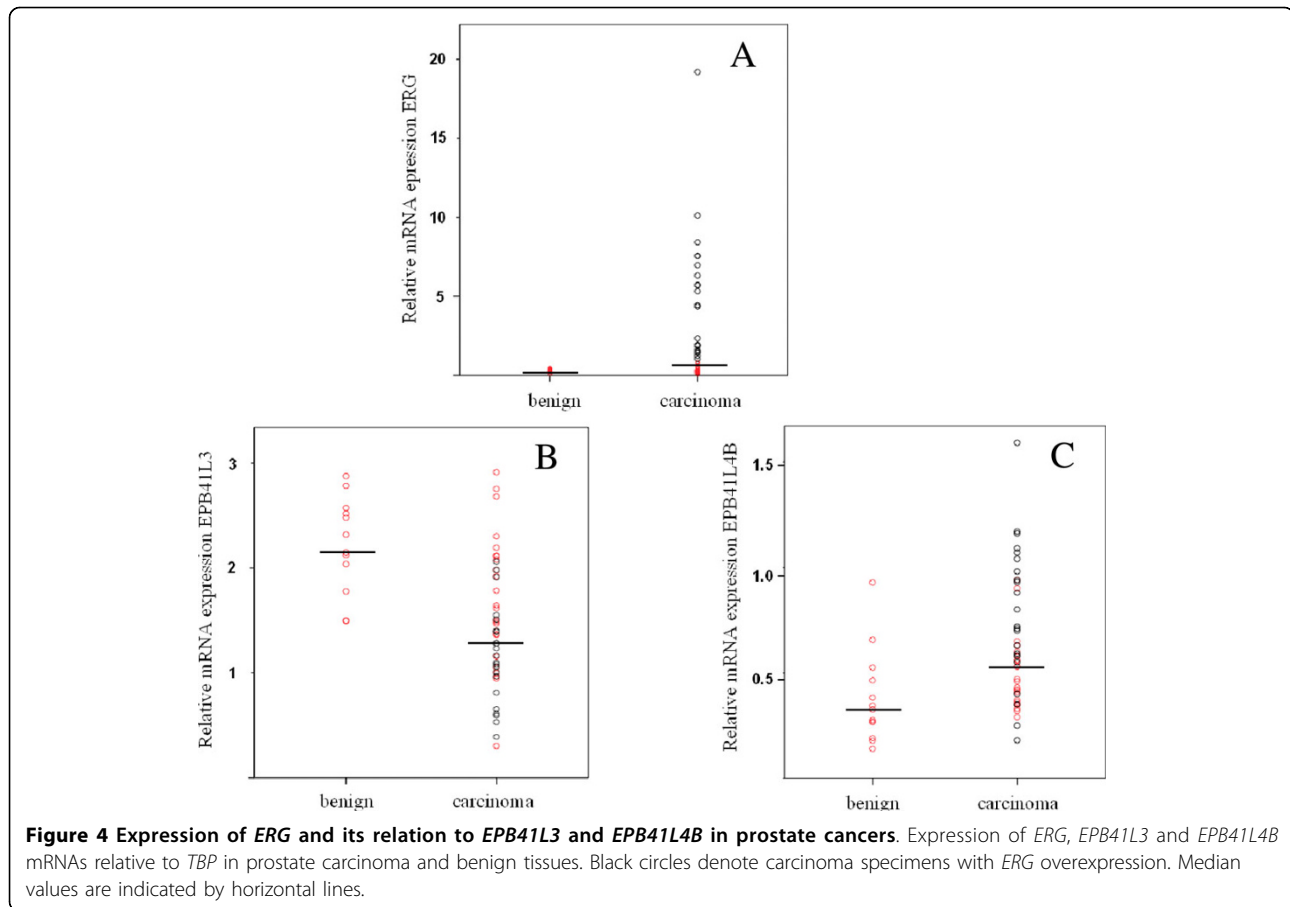 A
Relative mRNA epression ERG
20
15
10
5
benign carcinoma
B
Relative mRNA expression EPB41L3
3
2
1
benign carcinoma
C
Relative mRNA expression EPB41L4B
1.5
1.0
0.5
benign carcinoma
Figure 4 Expression of ERG and its relation to EPB41L3 and EPB41L4B in prostate cancers. Expression of ERG, EPB41L3 and EPB41L4B
mRNAs relative to TBP in prostate carcinoma and benign tissues. Black circles denote carcinoma specimens with ERG overexpression. Median
values are indicated by horizontal lines.